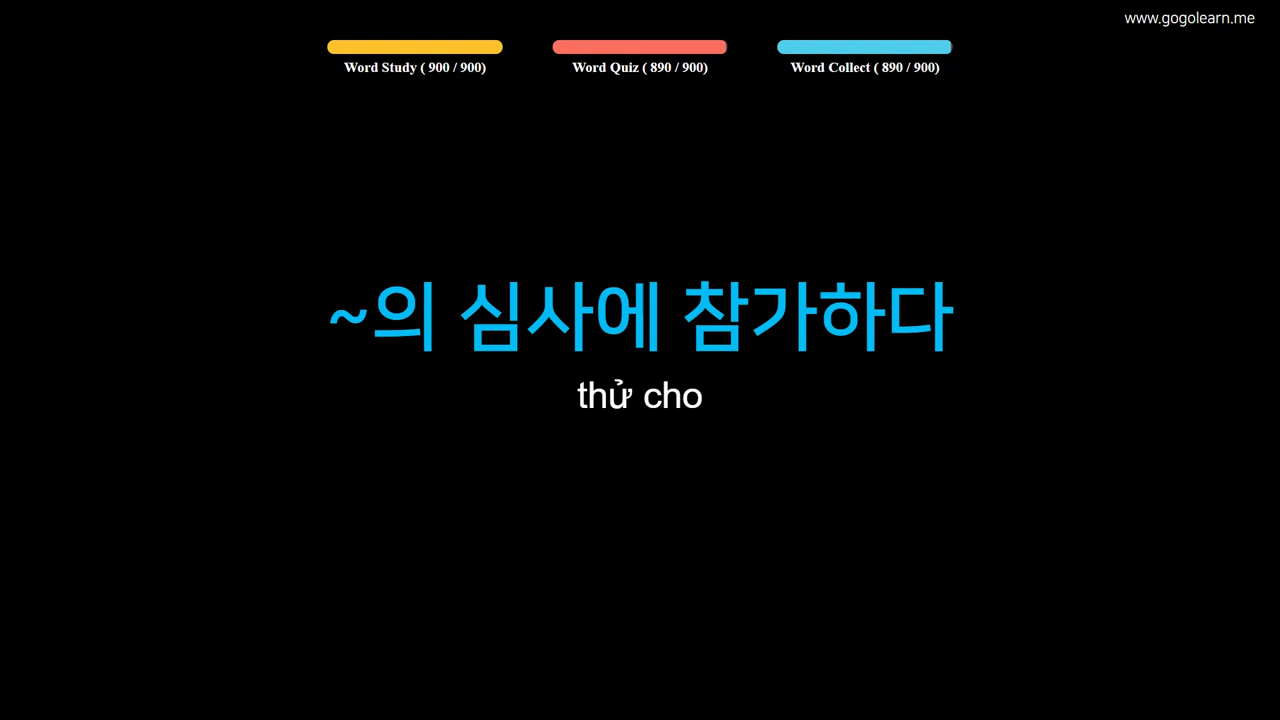 www.gogolearn.me
Word Study ( 900 / 900)
Word Quiz ( 890 / 900)
Word Collect ( 890 / 900)
~의 심사에 참가하다
thử cho